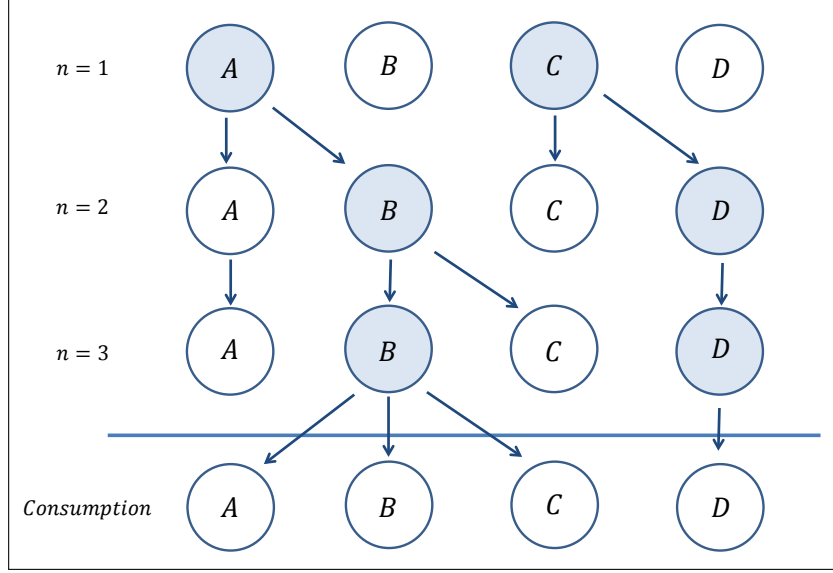 n = 1 A B C D
n = 2 A B C D
n = 3 A B C D
Consumption A B C D